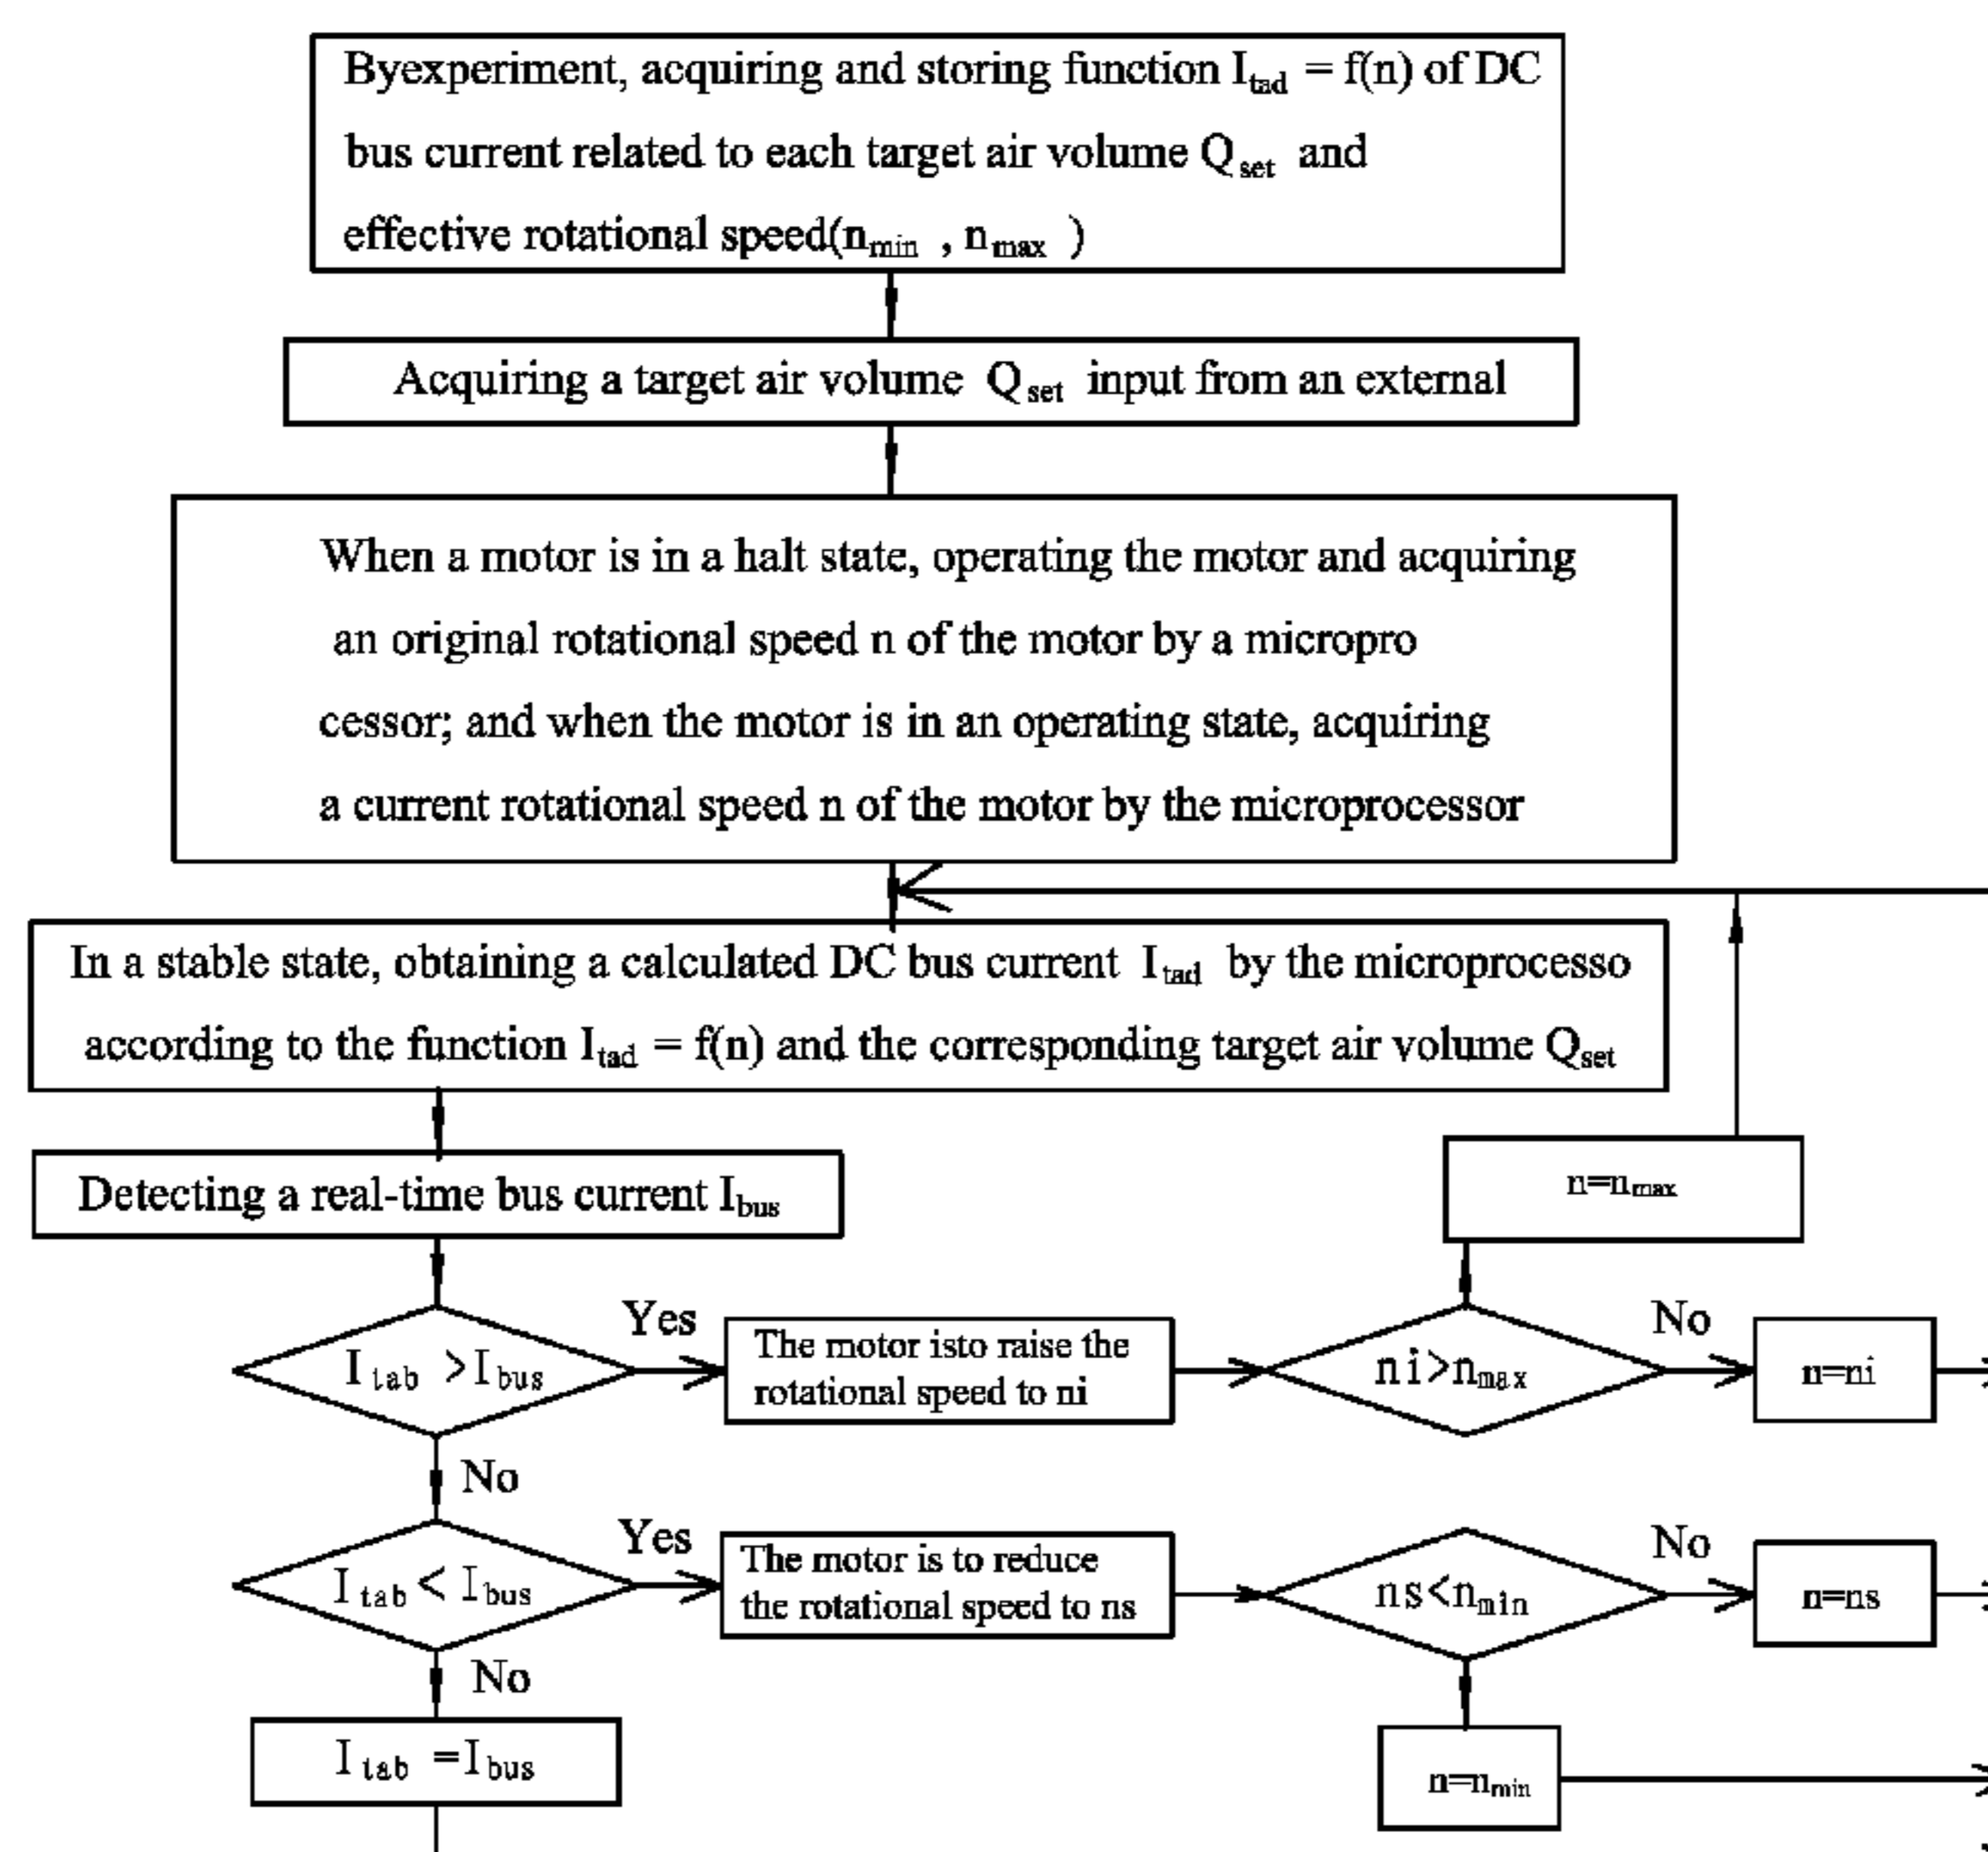 Byexperiment, acquiring and storing function I_tad = f(n) of DC
bus current related to each target air volume Q_set and
effective rotational speed(n_min , n_max )
Acquiring a target air volume Q_set input from an external
When a motor is in a halt state, operating the motor and acquiring
an original rotational speed n of the motor by a micropro
cessor; and when the motor is in an operating state, acquiring
a current rotational speed n of the motor by the microprocessor
In a stable state, obtaining a calculated DC bus current I_tad by the microprocesso
according to the function I_tad = f(n) and the corresponding target air volume Q_set
Detecting a real-time bus current I_bus
n=n_max
I_tab >I_bus
Yes
The motor isto raise the
rotational speed to ni
ni>n_max
No
n=ni
No
I_tab < I_bus
Yes
The motor is to reduce
the rotational speed to ns
ns<n_min
No
n=ns
No
I_tab =I_bus
n=n_min